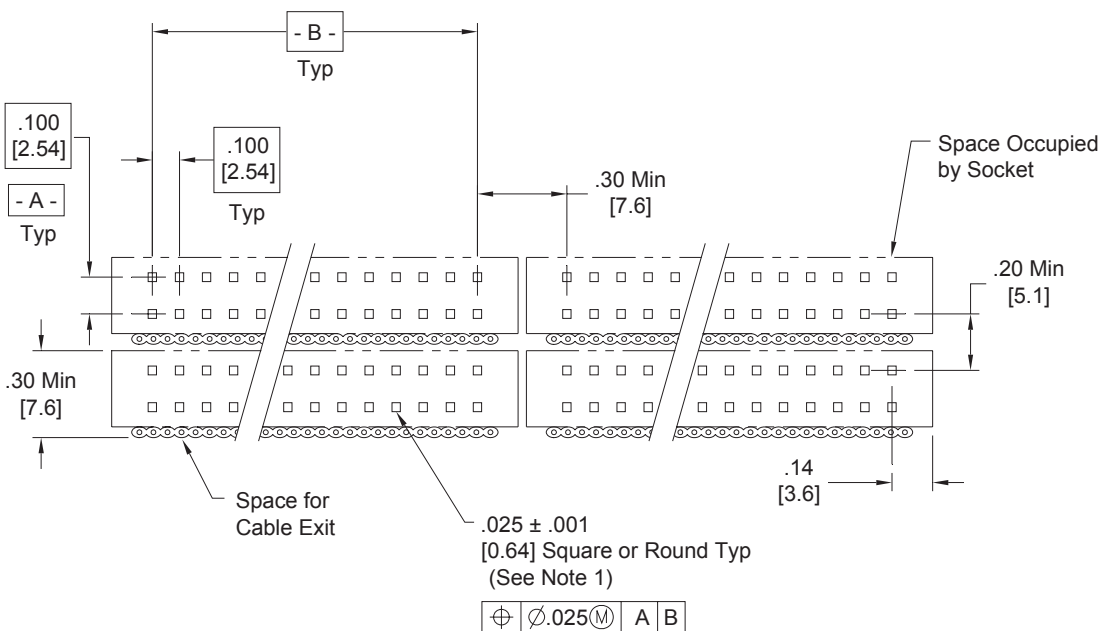 - B -
Typ
.100
[2.54]
- A -
Typ
.100
[2.54]
Typ
.30 Min
[7.6]
Space Occupied
by Socket
.20 Min
[5.1]
.30 Min
[7.6]
.14
[3.6]
Space for
Cable Exit
.025 ± .001
[0.64] Square or Round Typ
(See Note 1)
⌖ ∅.025Ⓜ A B